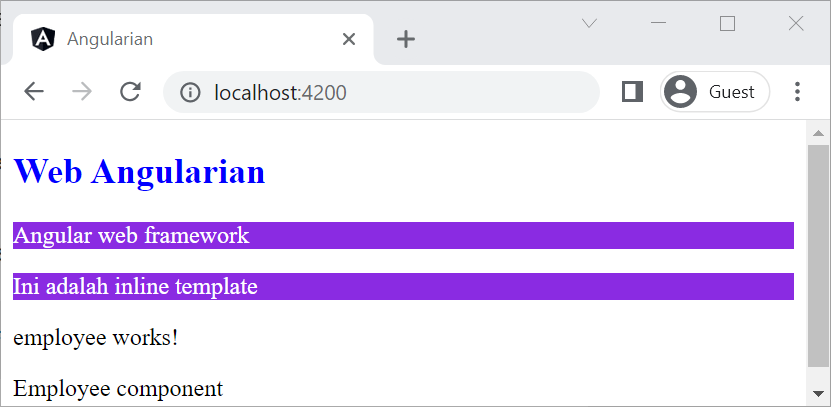 Angularian
localhost:4200
Guest
Web Angularian
Angular web framework
Ini adalah inline template
employee works!
Employee component